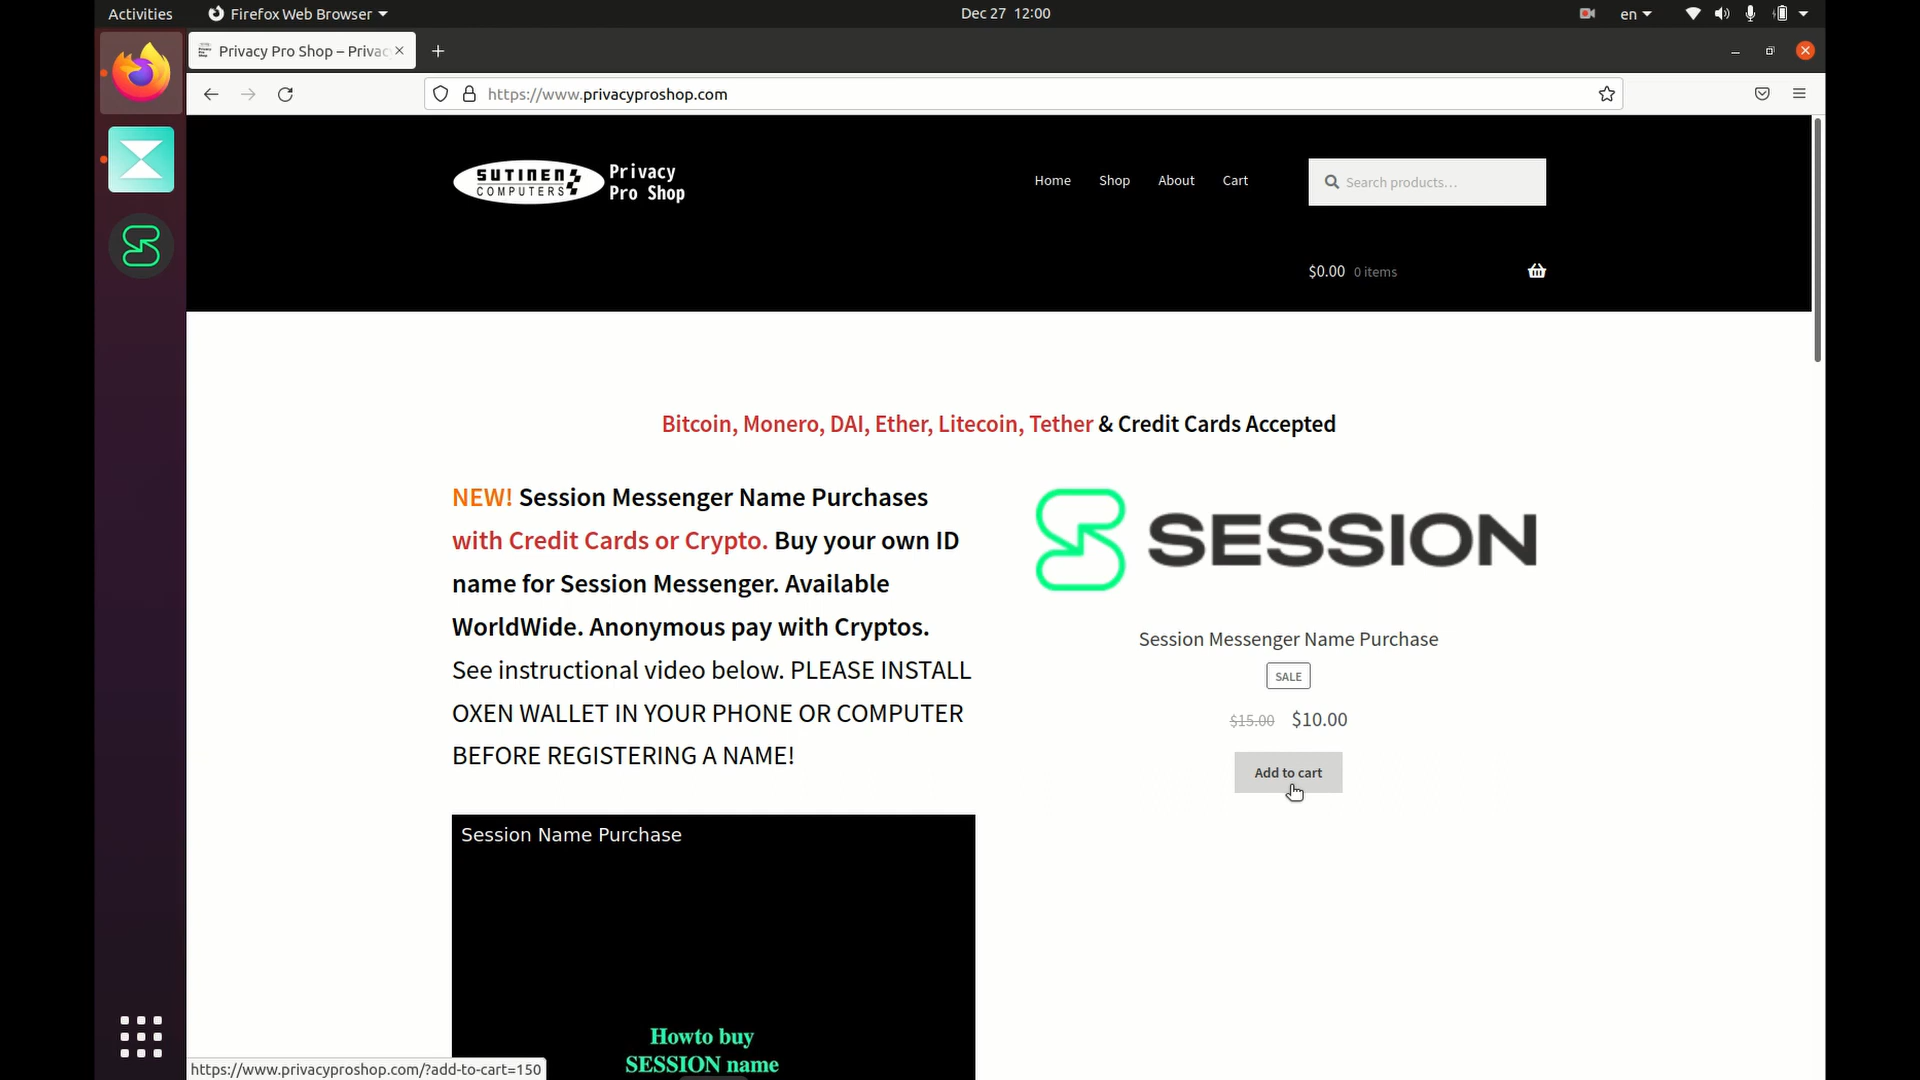 Activities
Firefox Web Browser
Dec 27 12:00
en
Privacy Pro Shop – Privac
https://www.privacyproshop.com
SUTINEN
COMPUTERS
Privacy
Pro Shop
Home
Shop
About
Cart
Search products…
$0.00 0 items
Bitcoin, Monero, DAI, Ether, Litecoin, Tether & Credit Cards Accepted
NEW! Session Messenger Name Purchases
with Credit Cards or Crypto. Buy your own ID
name for Session Messenger. Available
WorldWide. Anonymous pay with Cryptos.
See instructional video below. PLEASE INSTALL
OXEN WALLET IN YOUR PHONE OR COMPUTER
BEFORE REGISTERING A NAME!
SESSION
Session Messenger Name Purchase
SALE
$15.00 $10.00
Add to cart
Session Name Purchase
Howto buy
SESSION name
https://www.privacyproshop.com/?add-to-cart=150